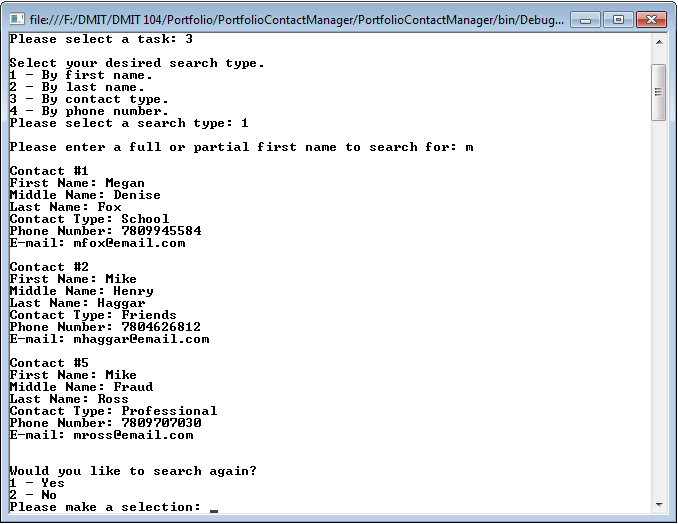 file:///F:/DMIT/DMIT 104/Portfolio/PortfolioContactManager/PortfolioContactManager/bin/Debug...
Please select a task: 3
Select your desired search type.
1 - By first name.
2 - By last name.
3 - By contact type.
4 - By phone number.
Please select a search type: 1
Please enter a full or partial first name to search for: m
Contact #1
First Name: Megan
Middle Name: Denise
Last Name: Fox
Contact Type: School
Phone Number: 7809945584
E-mail: mfox@email.com
Contact #2
First Name: Mike
Middle Name: Henry
Last Name: Haggar
Contact Type: Friends
Phone Number: 7804626812
E-mail: mhaggar@email.com
Contact #5
First Name: Mike
Middle Name: Fraud
Last Name: Ross
Contact Type: Professional
Phone Number: 7809707030
E-mail: mross@email.com
Would you like to search again?
1 - Yes
2 - No
Please make a selection: _